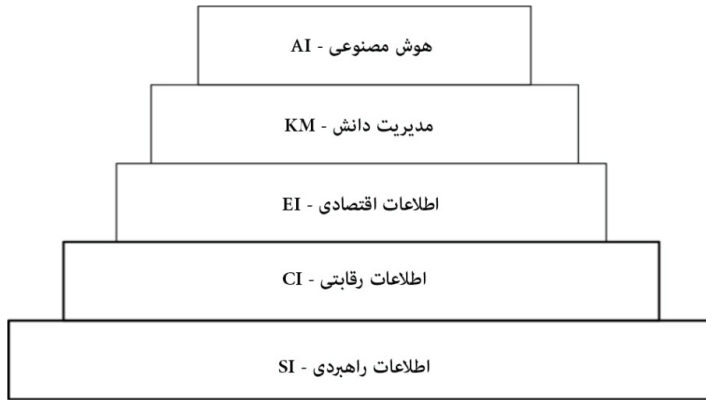 هوش مصنوعی - AI
مدیریت دانش - KM
اطلاعات اقتصادی - EI
اطلاعات رقابتی - CI
اطلاعات راهبردی - SI